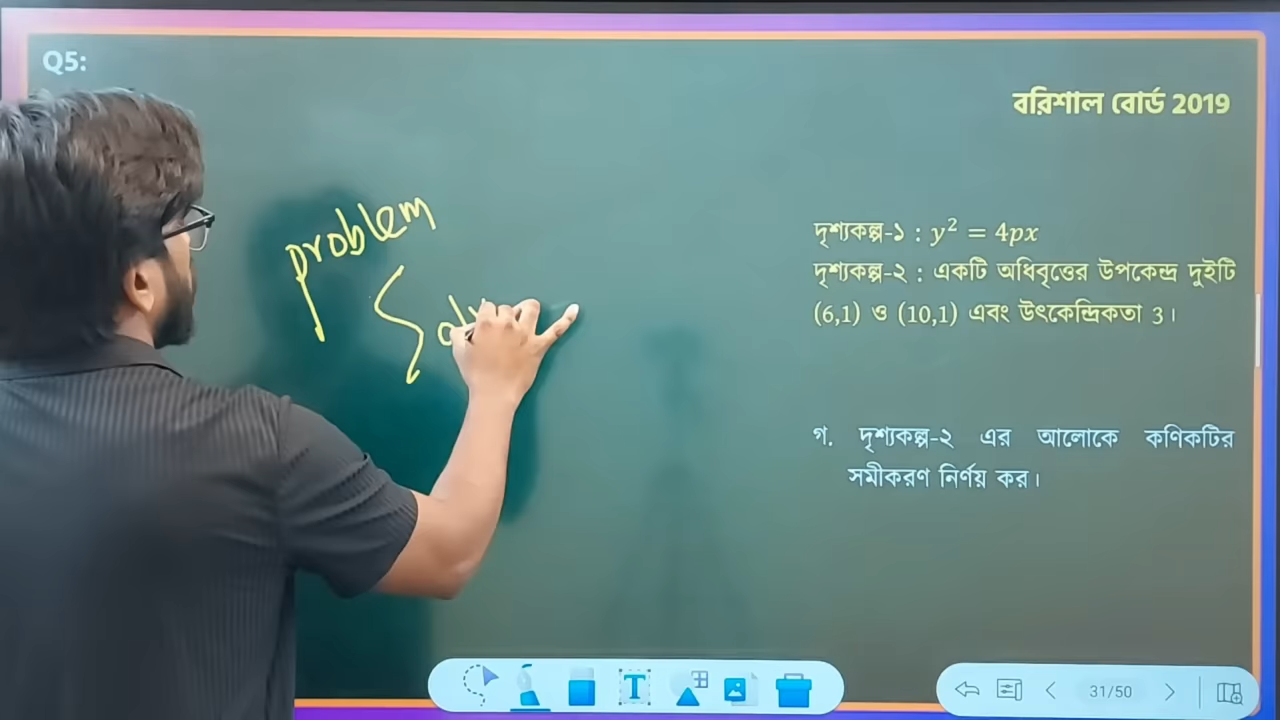 Q5:
বরিশাল বোর্ড 2019
problem
দৃশ্যকল্প-১ : y² = 4px
দৃশ্যকল্প-২ : একটি অধিবৃত্তের উপকেন্দ্র দুইটি
(6,1) ও (10,1) এবং উৎকেন্দ্রিকতা 3।
গ. দৃশ্যকল্প-২ এর আলোকে কণিকটির
সমীকরণ নির্ণয় কর।
T
31/50